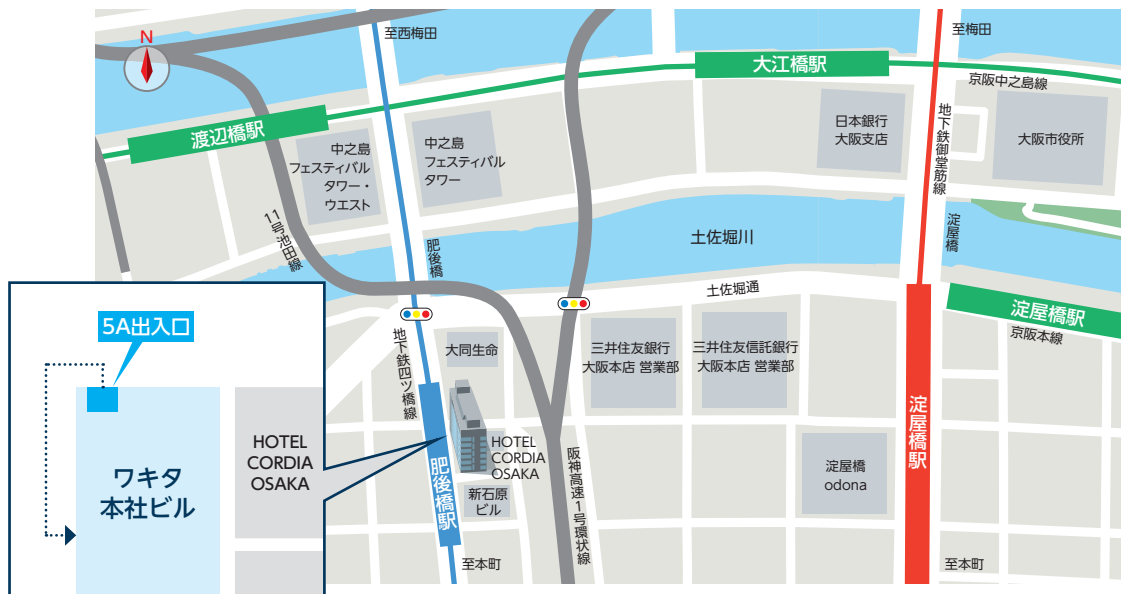 N
至西梅田
至梅田
大江橋駅
京阪中之島線
渡辺橋駅
中之島
フェスティバル
タワー・
ウエスト
中之島
フェスティバル
タワー
日本銀行
大阪支店
地下鉄御堂筋線
大阪市役所
11号池田線
肥後橋
土佐堀川
淀屋橋
土佐堀通
淀屋橋駅
京阪本線
5A出入口
地下鉄四ツ橋線
大同生命
三井住友銀行
大阪本店 営業部
三井住友信託銀行
大阪本店 営業部
淀屋橋駅
HOTEL
CORDIA
OSAKA
ワキタ
本社ビル
HOTEL
CORDIA
OSAKA
肥後橋駅
新石原
ビル
阪神高速1号環状線
淀屋橋
odona
至本町
至本町